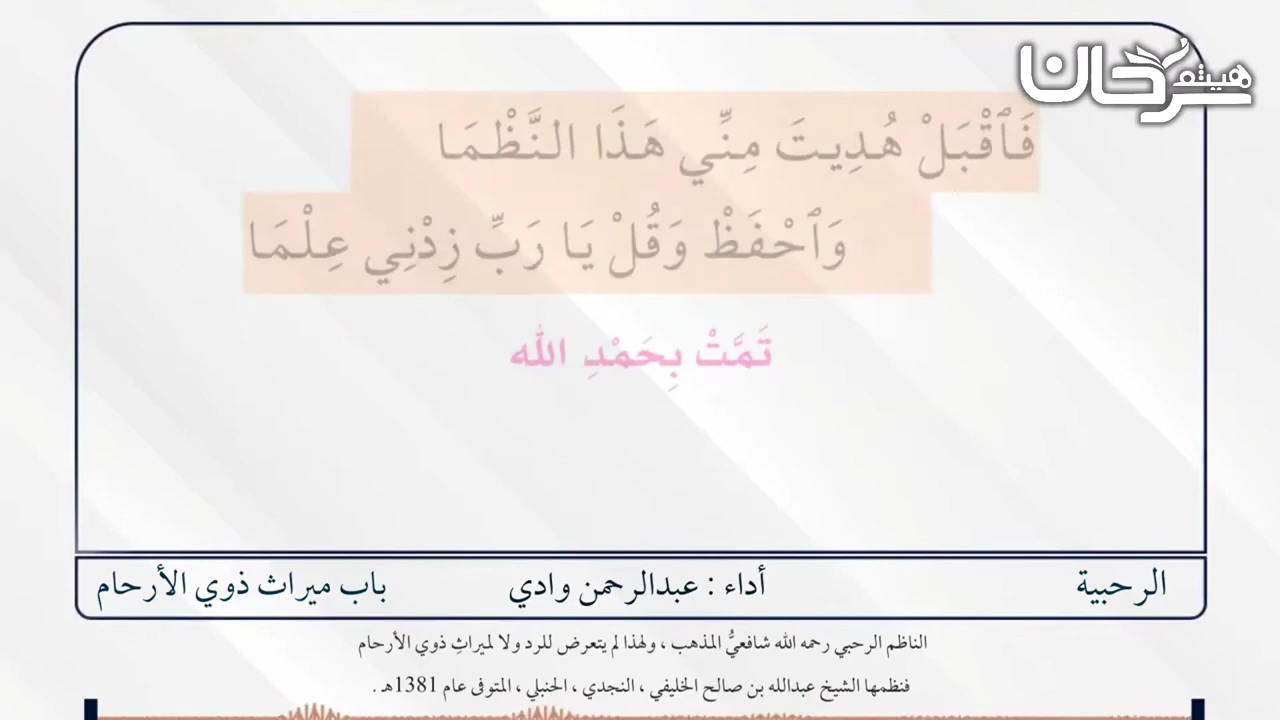 هيثم سرحان
فَٱقْبَلْ هُدِيتَ مِنِّي هَذَا النَّظْمَا
وَٱحْفَظْ وَقُلْ يَا رَبِّ زِدْنِي عِلْمَا
تَمَّتْ بِحَمْدِ الله
الرحبية أداء : عبدالرحمن وادي باب ميراث ذوي الأرحام
الناظم الرحبي رحمه الله شافعيُّ المذهب ، ولهذا لم يتعرض للرد ولا لميراثِ ذوي الأرحام
فنظمها الشيخ عبدالله بن صالح الخليفي ، النجدي ، الحنبلي ، المتوفى عام 1381هـ .